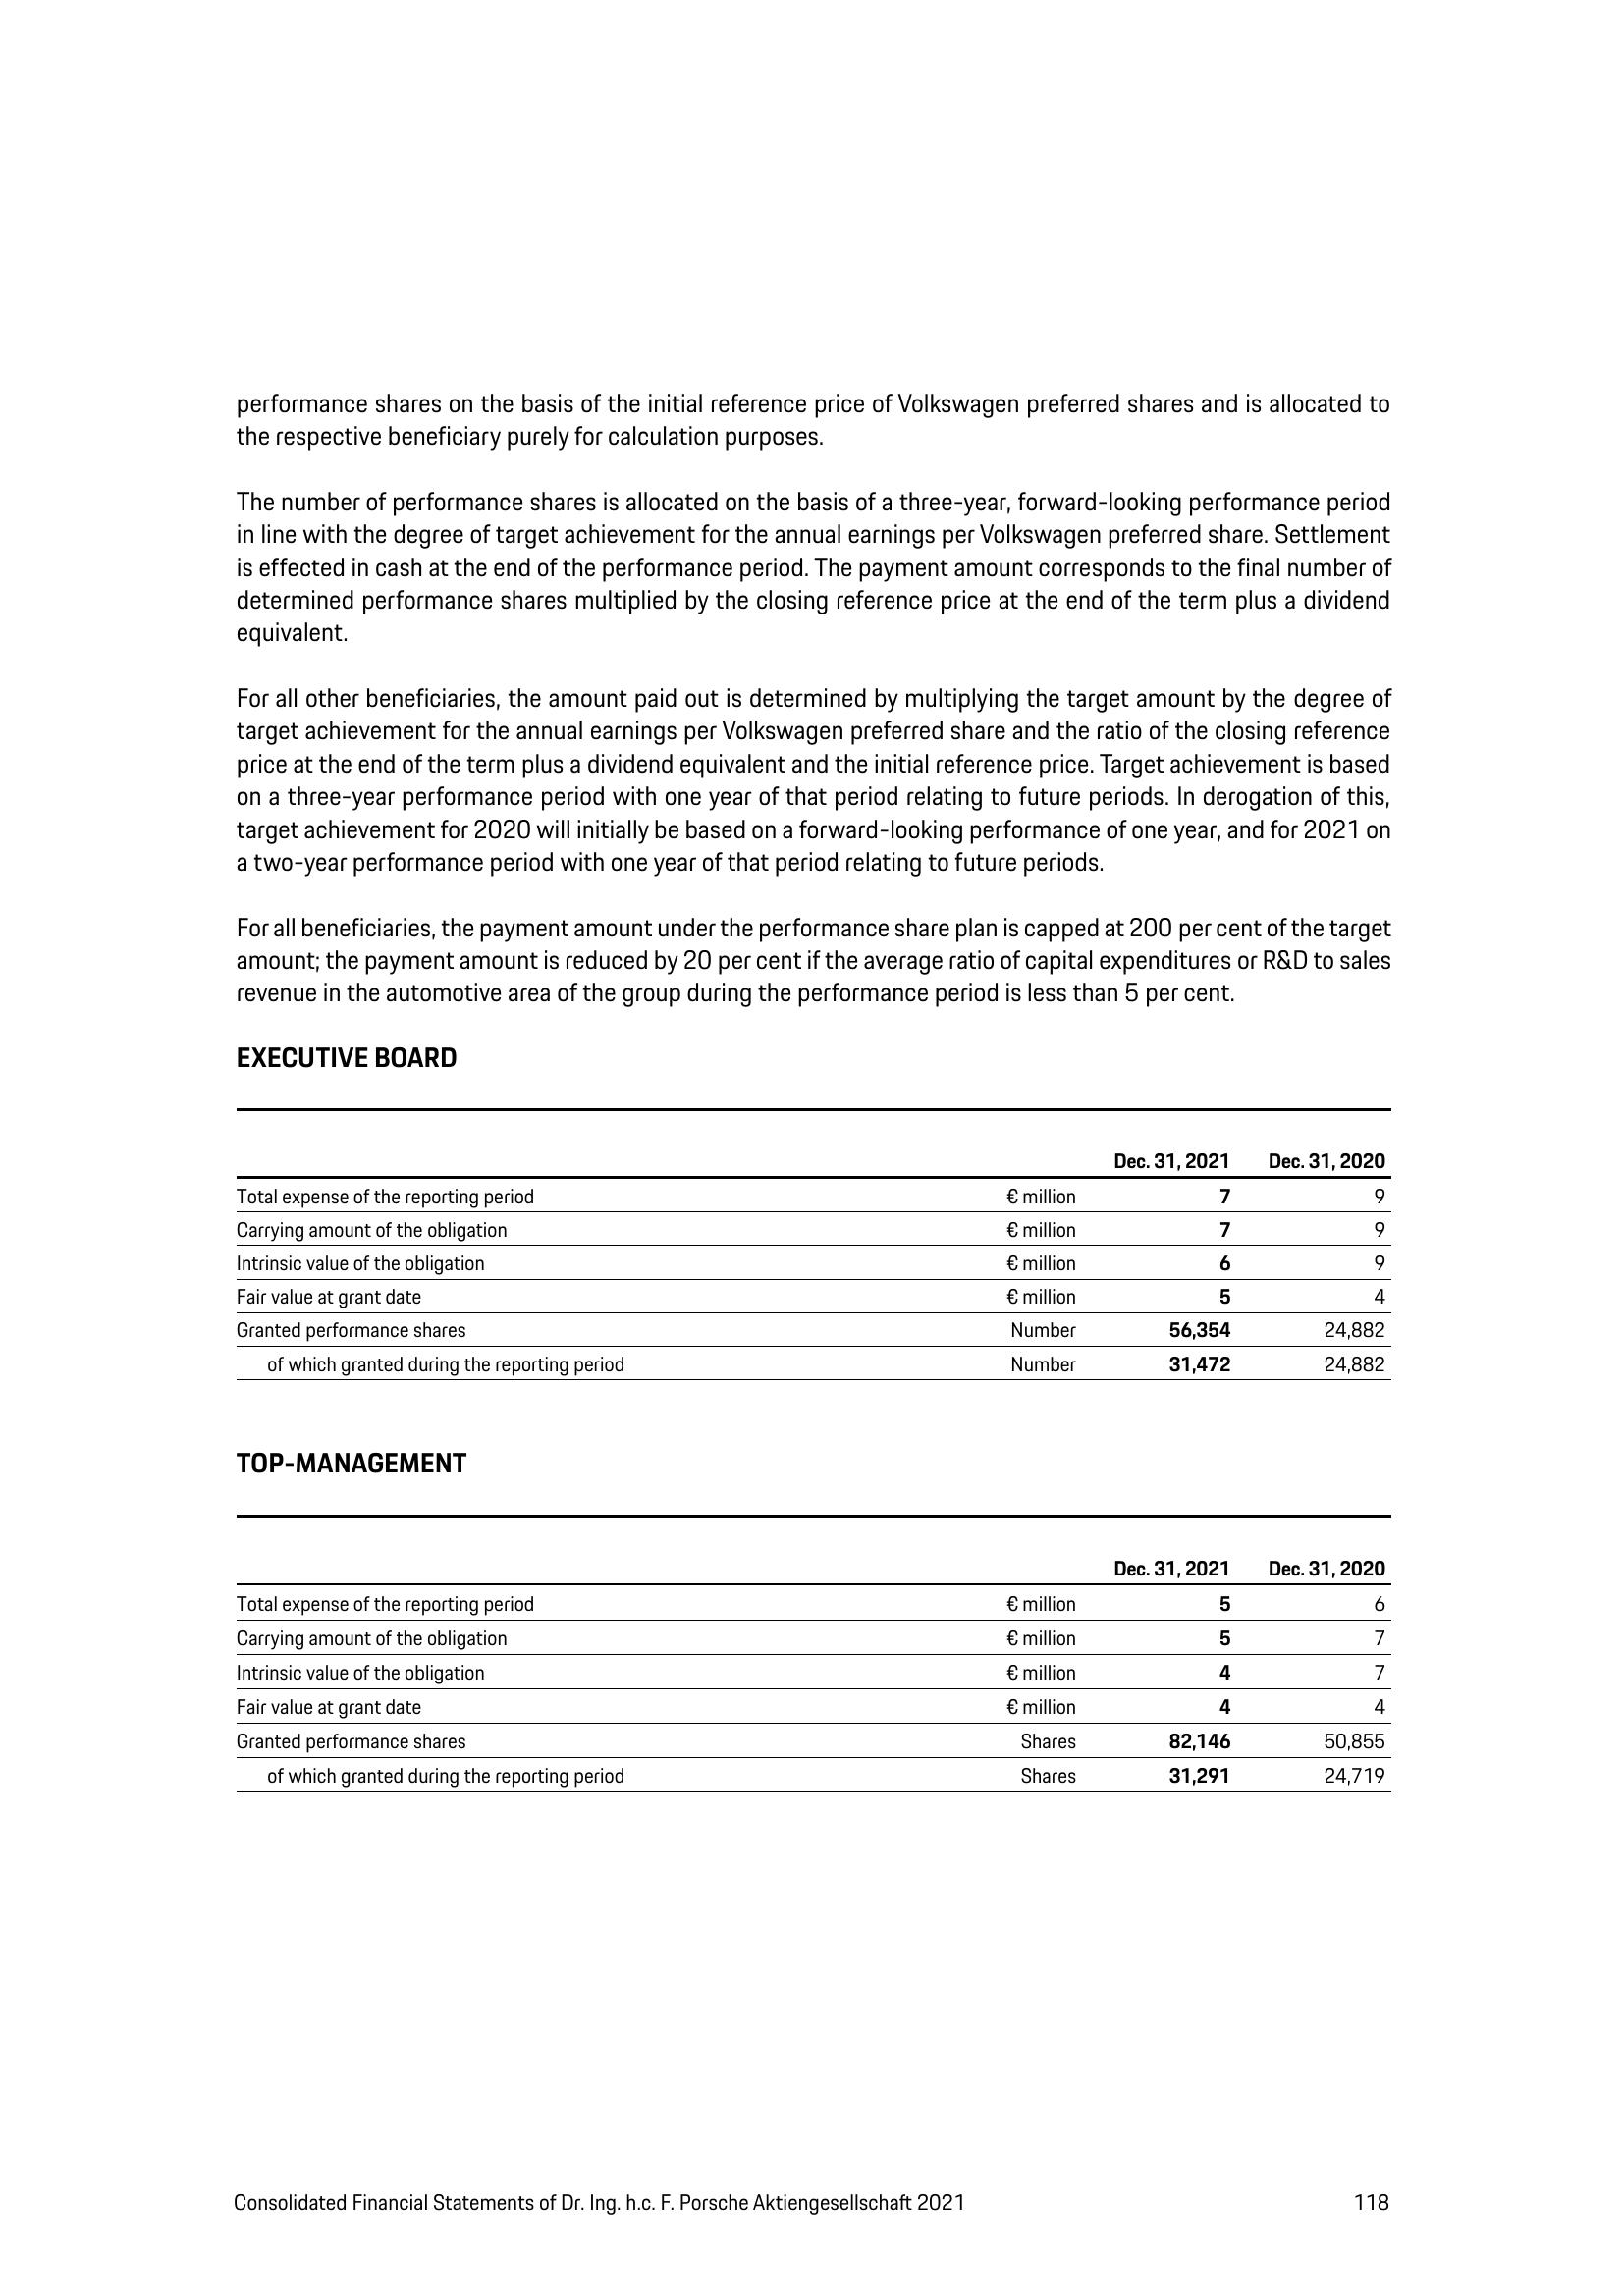 performance shares on the basis of the initial reference price of Volkswagen preferred shares and is allocated to
the respective beneficiary purely for calculation purposes.
The number of performance shares is allocated on the basis of a three-year, forward-looking performance period
in line with the degree of target achievement for the annual earnings per Volkswagen preferred share. Settlement
is effected in cash at the end of the performance period. The payment amount corresponds to the final number of
determined performance shares multiplied by the closing reference price at the end of the term plus a dividend
equivalent.
For all other beneficiaries, the amount paid out is determined by multiplying the target amount by the degree of
target achievement for the annual earnings per Volkswagen preferred share and the ratio of the closing reference
price at the end of the term plus a dividend equivalent and the initial reference price. Target achievement is based
on a three-year performance period with one year of that period relating to future periods. In derogation of this,
target achievement for 2020 will initially be based on a forward-looking performance of one year, and for 2021 on
a two-year performance period with one year of that period relating to future periods.
For all beneficiaries, the payment amount under the performance share plan is capped at 200 per cent of the target
amount; the payment amount is reduced by 20 per cent if the average ratio of capital expenditures or R&D to sales
revenue in the automotive area of the group during the performance period is less than 5 per cent.
EXECUTIVE BOARD
Dec. 31, 2021 Dec. 31, 2020
Total expense of the reporting period € million 7 9
Carrying amount of the obligation € million 7 9
Intrinsic value of the obligation € million 6 9
Fair value at grant date € million 5 4
Granted performance shares Number 56,354 24,882
of which granted during the reporting period Number 31,472 24,882
TOP-MANAGEMENT
Dec. 31, 2021 Dec. 31, 2020
Total expense of the reporting period € million 5 6
Carrying amount of the obligation € million 5 7
Intrinsic value of the obligation € million 4 7
Fair value at grant date € million 4 4
Granted performance shares Shares 82,146 50,855
of which granted during the reporting period Shares 31,291 24,719
Consolidated Financial Statements of Dr. Ing. h.c. F. Porsche Aktiengesellschaft 2021 118